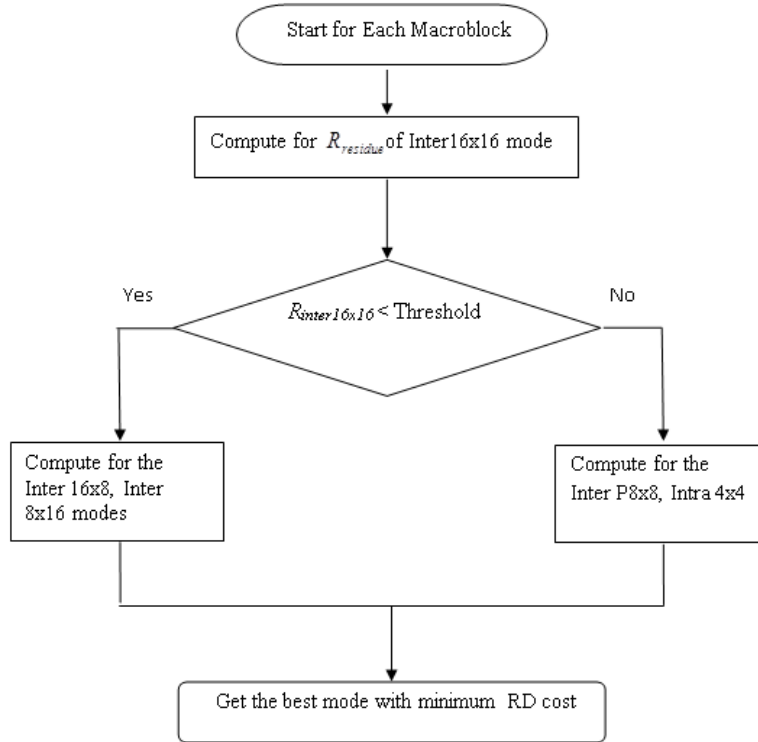 Start for Each Macroblock
Compute for R_residue of Inter16x16 mode
Yes
No
R_inter16x16 < Threshold
Compute for the
Inter 16x8, Inter
8x16 modes
Compute for the
Inter P8x8, Intra 4x4
Get the best mode with minimum RD cost